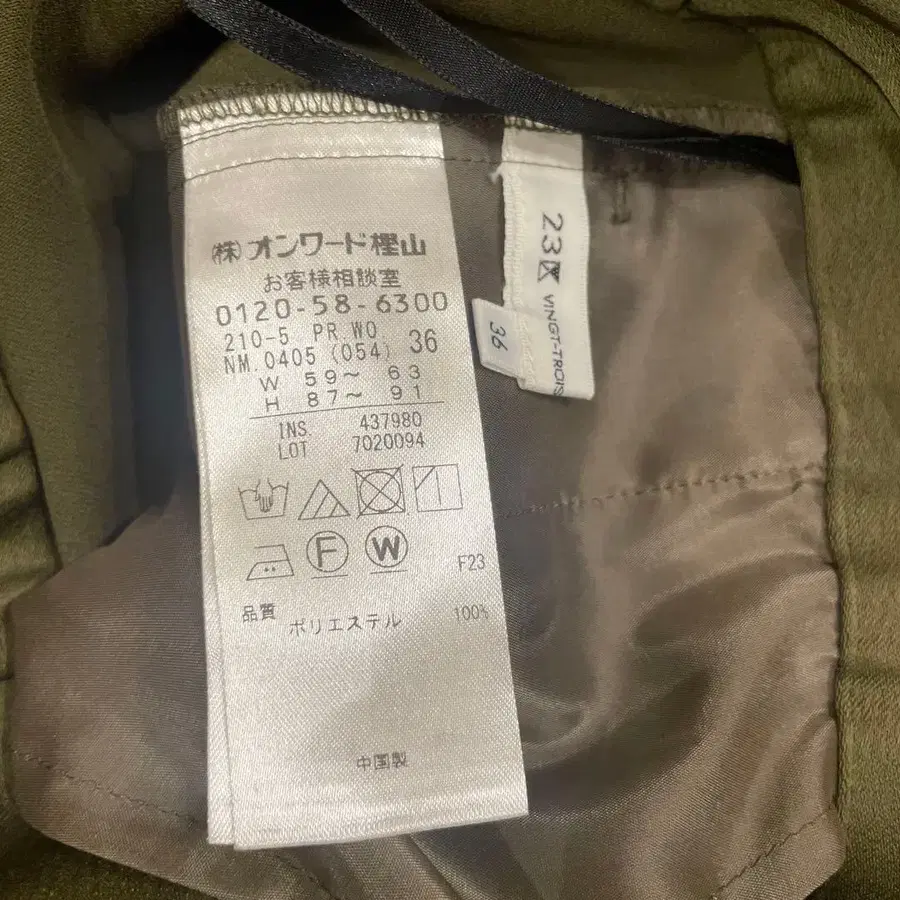 ㈱オンワード樫山
お客様相談室
0120-58-6300
210-5 PR WO
NM.0405 (054) 36
W 59～ 63
H 87～ 91
INS. 437980
LOT 7020094
F
W
F23
品質
ポリエステル 100%
中国製
23区
VINGT-TROIS
36